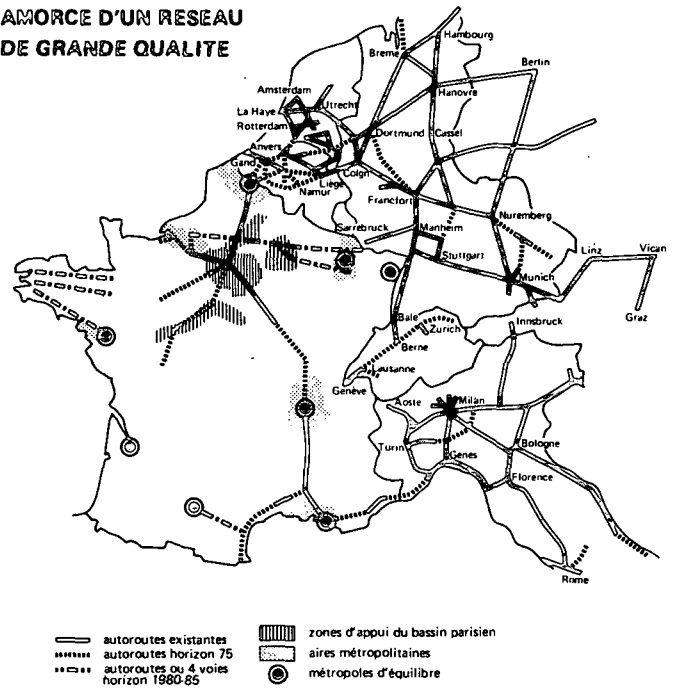 AMORCE D'UN RESEAU
DE GRANDE QUALITE
Hambourg
Breme
Berlin
Hanovre
Amsterdam
Utrecht
La Haye
Rotterdam
Dortmund
Cassel
Anvers
Gand
Liège
Colgn
Namur
Francfort
Sarrebruck
Manheim
Nuremberg
Stuttgart
Linz
Vican
Munich
Graz
Bale
Innsbruck
Zurich
Berne
Lausanne
Genève
Aoste
Milan
Turin
Bologne
Genes
Florence
Rome
autoroutes existantes
autoroutes horizon 75
autoroutes ou 4 voies
horizon 1980-85
zones d'appui du bassin parisien
aires métropolitaines
métropoles d'équilibre